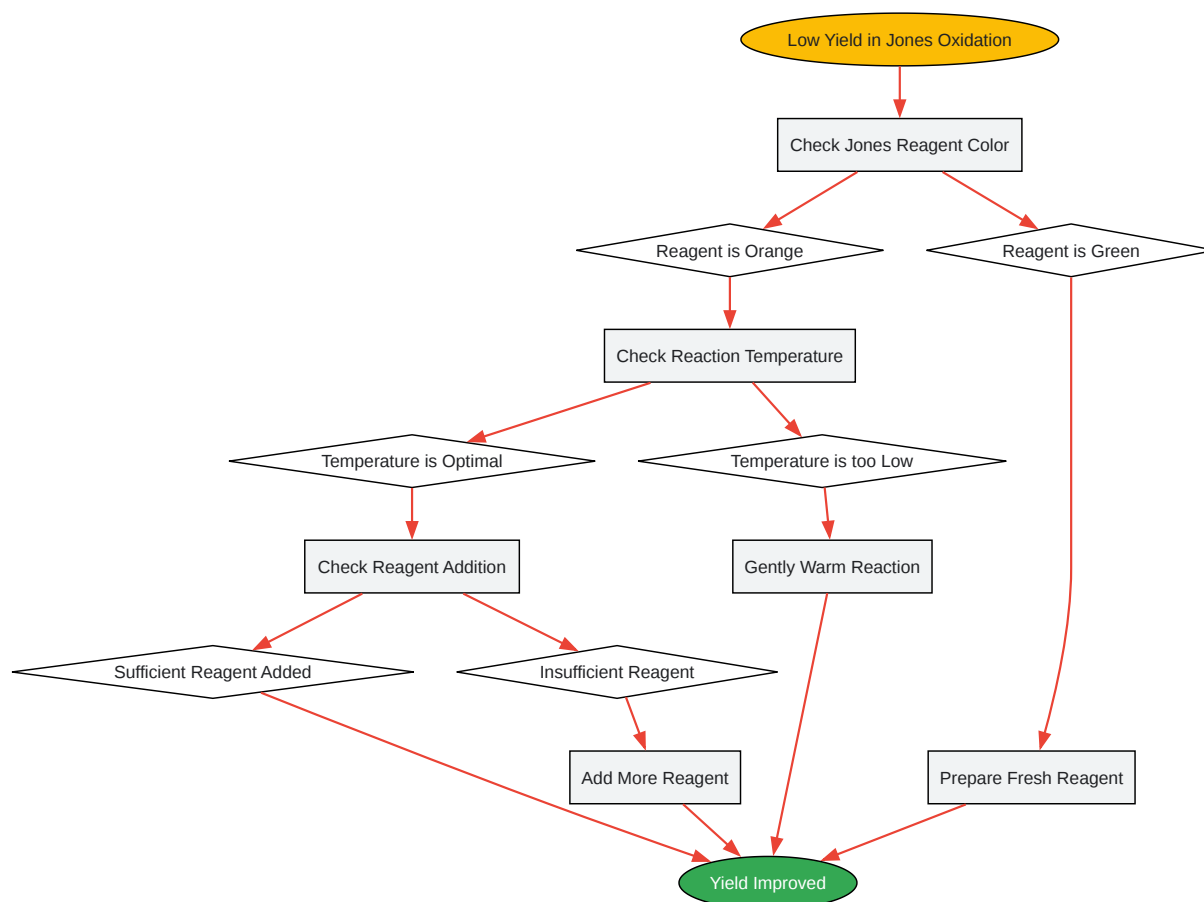 Low Yield in Jones Oxidation
Check Jones Reagent Color
Reagent is Orange
Reagent is Green
Check Reaction Temperature
Temperature is Optimal
Temperature is too Low
Check Reagent Addition
Gently Warm Reaction
Sufficient Reagent Added
Insufficient Reagent
Add More Reagent
Prepare Fresh Reagent
Yield Improved